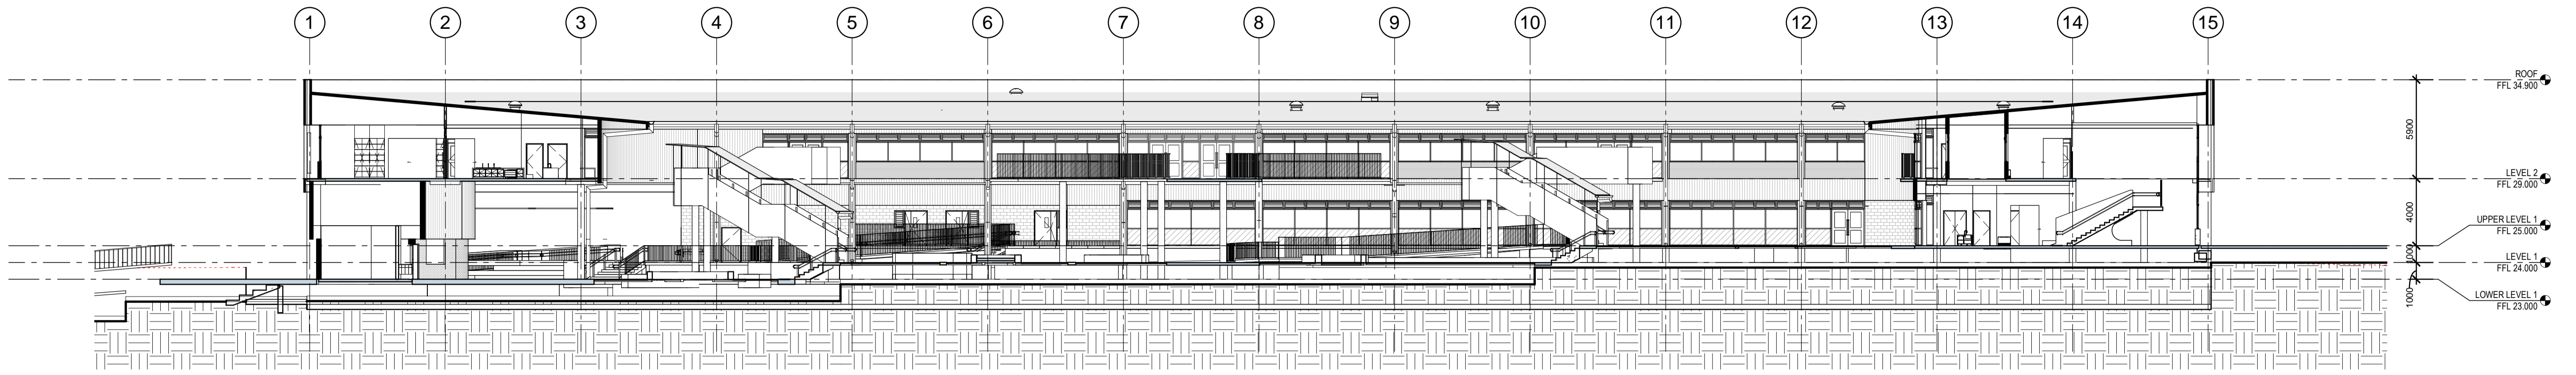 1 2 3 4 5 6 7 8 9 10 11 12 13 14 15
ROOF
FFL 34.900
5900
LEVEL 2
FFL 29.000
4000
UPPER LEVEL 1
FFL 25.000
1000
LEVEL 1
FFL 24.000
1000
LOWER LEVEL 1
FFL 23.000